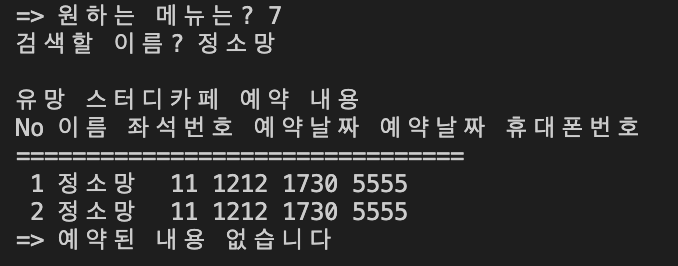 => 원하는 메뉴는? 7
검색할 이름? 정소망
유망 스터디카페 예약 내용
No 이름 좌석번호 예약날짜 예약날짜 휴대폰번호
================================
1 정소망 11 1212 1730 5555
2 정소망 11 1212 1730 5555
=> 예약된 내용 없습니다